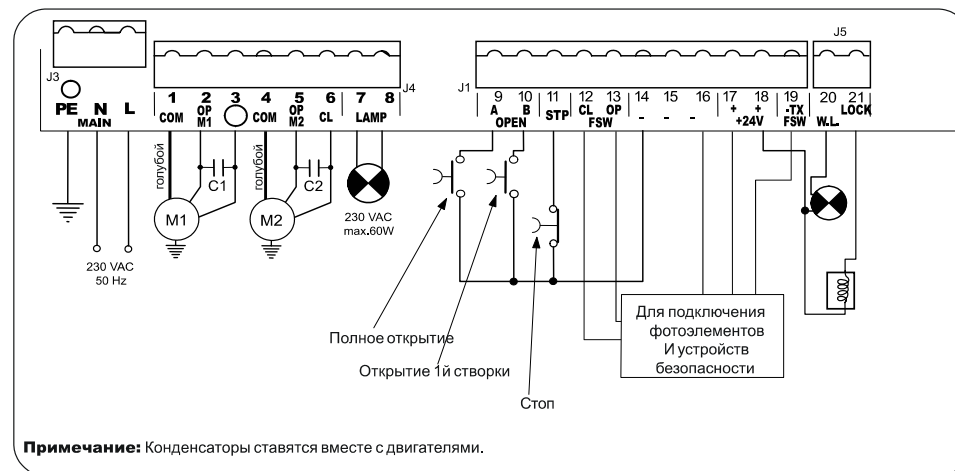 J5
J3
J4
J1
1 2 3 4 5 6 7 8
9 10 11 12 13 14 15 16 17 18 19 20 21
PE N L
MAIN
COM
OP
M1
COM
OP
M2
CL
LAMP
A B
OPEN
STP
CL OP
FSW
- - -
+ +
+24V
-TX
FSW
W.L.
LOCK
голубой
C1
голубой
C2
M1
M2
230 VAC
max.60W
230 VAC
50 Hz
Полное открытие
Открытие 1й створки
Стоп
Для подключения
фотоэлементов
И устройств
безопасности
Примечание: Конденсаторы ставятся вместе с двигателями.